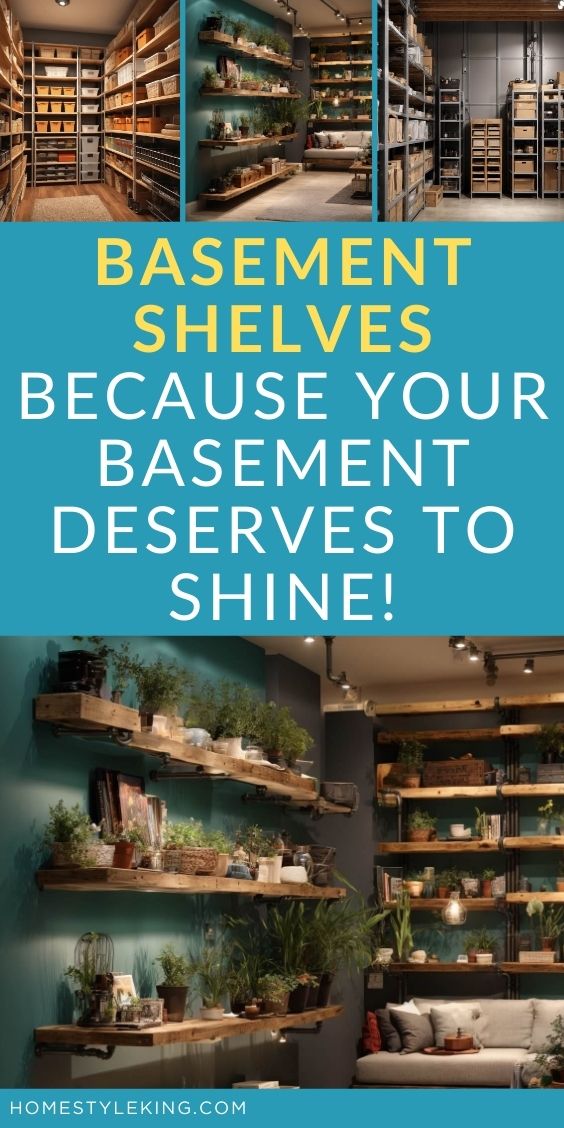 BASEMENT
SHELVES
BECAUSE YOUR
BASEMENT
DESERVES TO
SHINE!
HOMESTYLEKING.COM